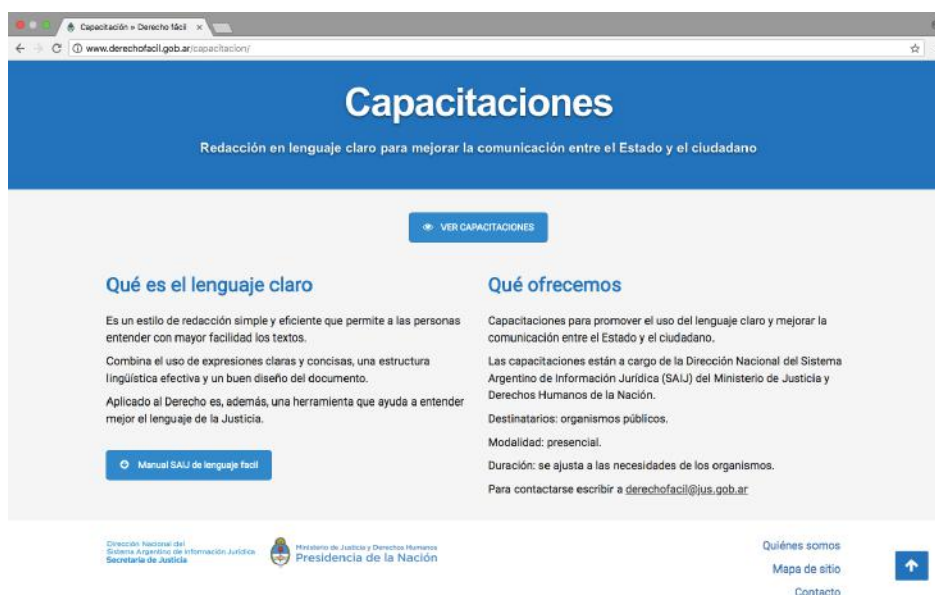 Capacitación » Derecho fácil
www.derechofacil.gob.ar/capacitacion/
Capacitaciones
Redacción en lenguaje claro para mejorar la comunicación entre el Estado y el ciudadano
VER CAPACITACIONES
Qué es el lenguaje claro
Es un estilo de redacción simple y eficiente que permite a las personas
entender con mayor facilidad los textos.
Combina el uso de expresiones claras y concisas, una estructura
lingüística efectiva y un buen diseño del documento.
Aplicado al Derecho es, además, una herramienta que ayuda a entender
mejor el lenguaje de la Justicia.
Manual SAIJ de lenguaje facil
Qué ofrecemos
Capacitaciones para promover el uso del lenguaje claro y mejorar la
comunicación entre el Estado y el ciudadano.
Las capacitaciones están a cargo de la Dirección Nacional del Sistema
Argentino de Información Jurídica (SAIJ) del Ministerio de Justicia y
Derechos Humanos de la Nación.
Destinatarios: organismos públicos.
Modalidad: presencial.
Duración: se ajusta a las necesidades de los organismos.
Para contactarse escribir a derechofacil@jus.gob.ar
Dirección Nacional del
Sistema Argentino de Información Jurídica
Secretaría de Justicia
Ministerio de Justicia y Derechos Humanos
Presidencia de la Nación
Quiénes somos
Mapa de sitio
Contacto